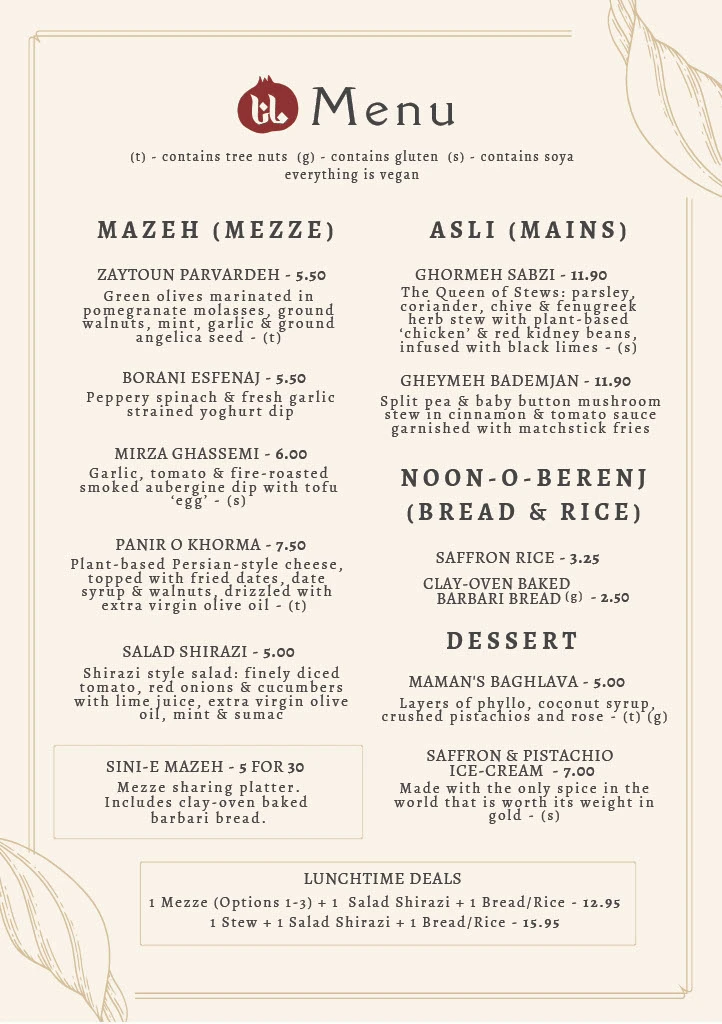 Menu
(t) - contains tree nuts (g) - contains gluten (s) - contains soya
everything is vegan
MAZEH (MEZZE)
ZAYTOUN PARVARDEH - 5.50
Green olives marinated in
pomegranate molasses, ground
walnuts, mint, garlic & ground
angelica seed - (t)
BORANI ESFENAJ - 5.50
Peppery spinach & fresh garlic
strained yoghurt dip
MIRZA GHASSEMI - 6.00
Garlic, tomato & fire-roasted
smoked aubergine dip with tofu
‘egg’ - (s)
PANIR O KHORMA - 7.50
Plant-based Persian-style cheese,
topped with fried dates, date
syrup & walnuts, drizzled with
extra virgin olive oil - (t)
SALAD SHIRAZI - 5.00
Shirazi style salad: finely diced
tomato, red onions & cucumbers
with lime juice, extra virgin olive
oil, mint & sumac
SINI-E MAZEH - 5 FOR 30
Mezze sharing platter.
Includes clay-oven baked
barbari bread.
ASLI (MAINS)
GHORMEH SABZI - 11.90
The Queen of Stews: parsley,
coriander, chive & fenugreek
herb stew with plant-based
‘chicken’ & red kidney beans,
infused with black limes - (s)
GHEYMEH BADEMJAN - 11.90
Split pea & baby button mushroom
stew in cinnamon & tomato sauce
garnished with matchstick fries
NOON-O-BERENJ
(BREAD & RICE)
SAFFRON RICE - 3.25
CLAY-OVEN BAKED
BARBARI BREAD (g) - 2.50
DESSERT
MAMAN'S BAGHLAVA - 5.00
Layers of phyllo, coconut syrup,
crushed pistachios and rose - (t) (g)
SAFFRON & PISTACHIO
ICE-CREAM - 7.00
Made with the only spice in the
world that is worth its weight in
gold - (s)
LUNCHTIME DEALS
1 Mezze (Options 1-3) + 1 Salad Shirazi + 1 Bread/Rice - 12.95
1 Stew + 1 Salad Shirazi + 1 Bread/Rice - 15.95